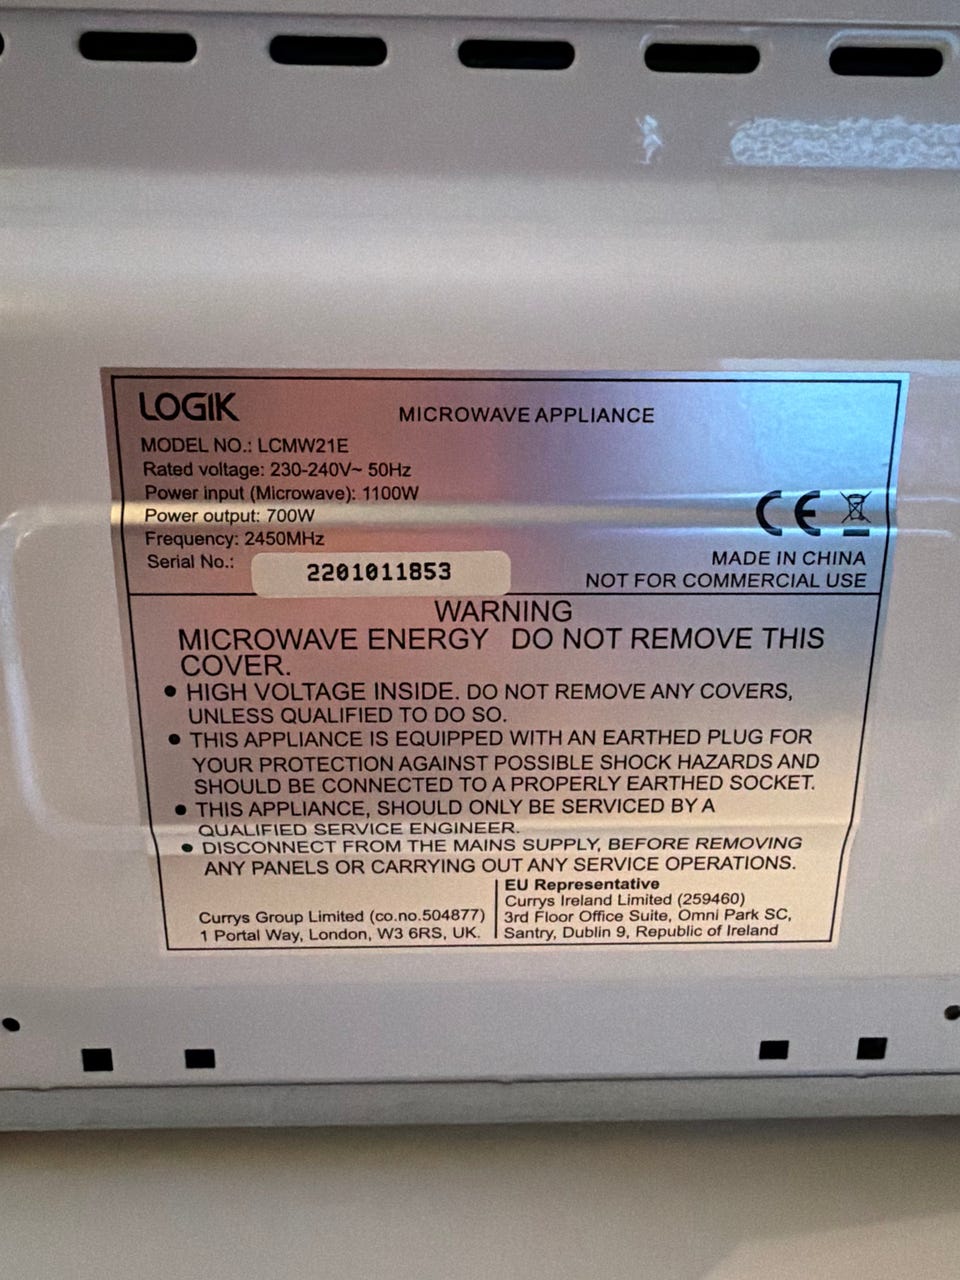 LOGIK
MICROWAVE APPLIANCE
MODEL NO.: LCMW21E
Rated voltage: 230-240V~ 50Hz
Power input (Microwave): 1100W
Power output: 700W
Frequency: 2450MHz
Serial No.: 2201011853
CE
MADE IN CHINA
NOT FOR COMMERCIAL USE
WARNING
MICROWAVE ENERGY DO NOT REMOVE THIS
COVER.
• HIGH VOLTAGE INSIDE. DO NOT REMOVE ANY COVERS,
UNLESS QUALIFIED TO DO SO.
• THIS APPLIANCE IS EQUIPPED WITH AN EARTHED PLUG FOR
YOUR PROTECTION AGAINST POSSIBLE SHOCK HAZARDS AND
SHOULD BE CONNECTED TO A PROPERLY EARTHED SOCKET.
• THIS APPLIANCE, SHOULD ONLY BE SERVICED BY A
QUALIFIED SERVICE ENGINEER.
• DISCONNECT FROM THE MAINS SUPPLY, BEFORE REMOVING
ANY PANELS OR CARRYING OUT ANY SERVICE OPERATIONS.
Currys Group Limited (co.no.504877)
1 Portal Way, London, W3 6RS, UK.
EU Representative
Currys Ireland Limited (259460)
3rd Floor Office Suite, Omni Park SC,
Santry, Dublin 9, Republic of Ireland